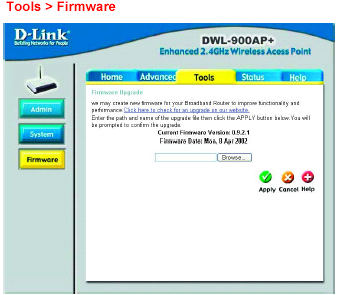 Tools > Firmware
D-Link
Building Networks for People
DWL-900AP+
Enhanced 2.4GHz Wireless Acess Point
Home Advanced Tools Status Help
Admin
System
Firmware
Firmware Upgrade
we may create new firmware for your Broadband Router to improve functionality and
performance. Click here to check for an upgrade on our website.
Enter the path and name of the upgrade file then click the APPLY button below. You will
be prompted to confirm the upgrade.
Current Firmware Version: 0.9.2.1
Firmware Date: Mon, 8 Apr 2002
Browse...
Apply Cancel Help